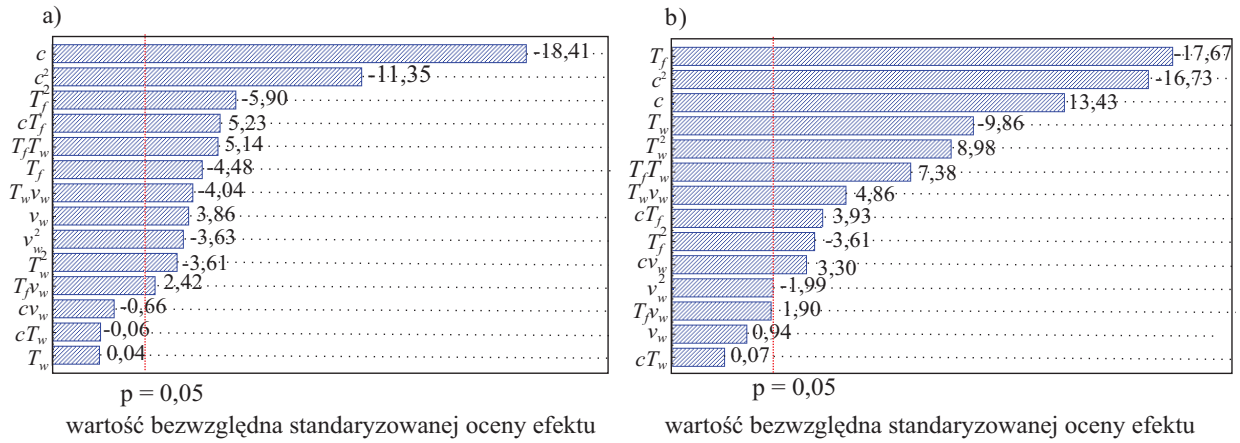 a)
c -18,41
c² -11,35
T_f² -5,90
cT_f 5,23
T_fT_w 5,14
T_f -4,48
T_wv_w -4,04
v_w 3,86
v_w² -3,63
T_w² -3,61
T_fv_w 2,42
cv_w -0,66
cT_w -0,06
T_w 0,04
p = 0,05
wartość bezwzględna standaryzowanej oceny efektu
b)
T_f -17,67
c² -16,73
c 13,43
T_w -9,86
T_w² 8,98
T_fT_w 7,38
T_wv_w 4,86
cT_f 3,93
T_f² -3,61
cv_w 3,30
v_w² -1,99
T_fv_w 1,90
v_w 0,94
cT_w 0,07
p = 0,05
wartość bezwzględna standaryzowanej oceny efektu